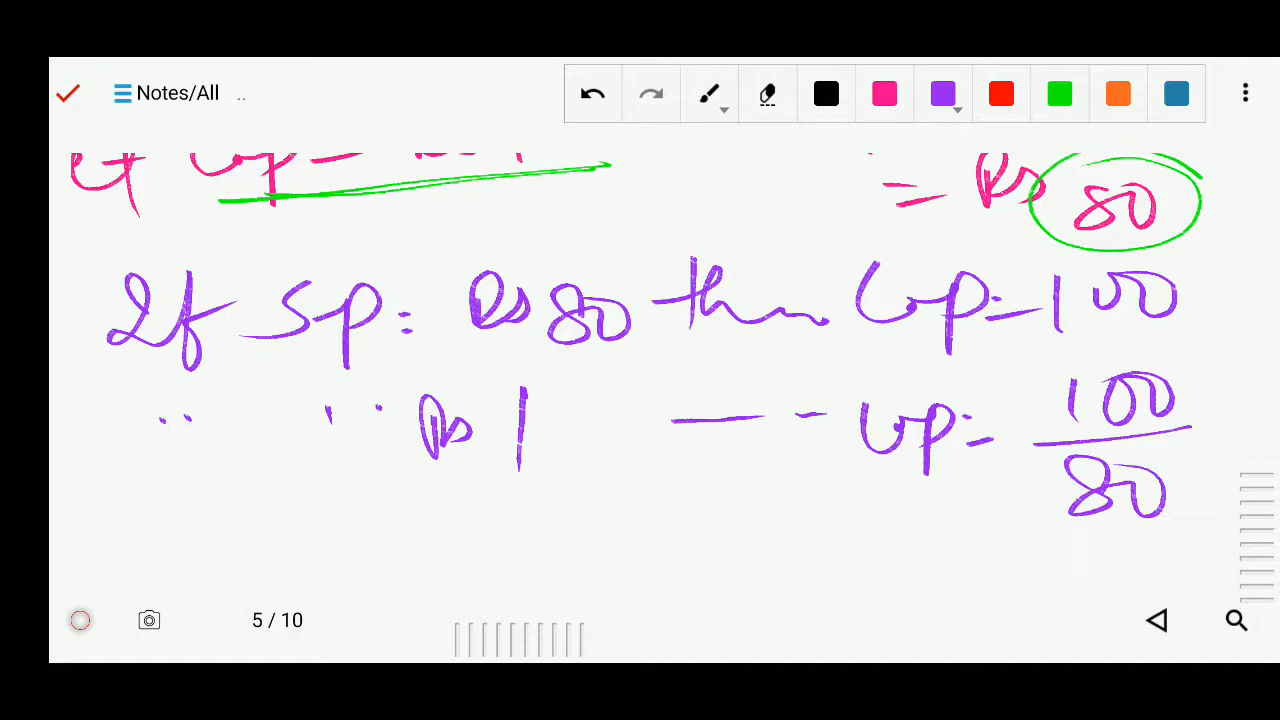 Notes/All ..
= Rs 80
If SP = Rs 80 then CP = 100
" " Rs 1 — - CP = 100/80
5 / 10